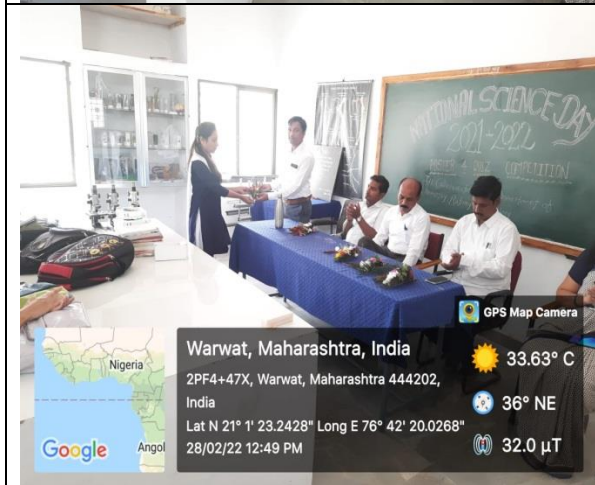 NATIONAL SCIENCE DAY
2021-2022
POSTER & QUIZ COMPETITION
GPS Map Camera
Nigeria
Angol
Google
Warwat, Maharashtra, India
2PF4+47X, Warwat, Maharashtra 444202,
India
Lat N 21° 1' 23.2428" Long E 76° 42' 20.0268"
28/02/22 12:49 PM
33.63° C
36° NE
32.0 µT